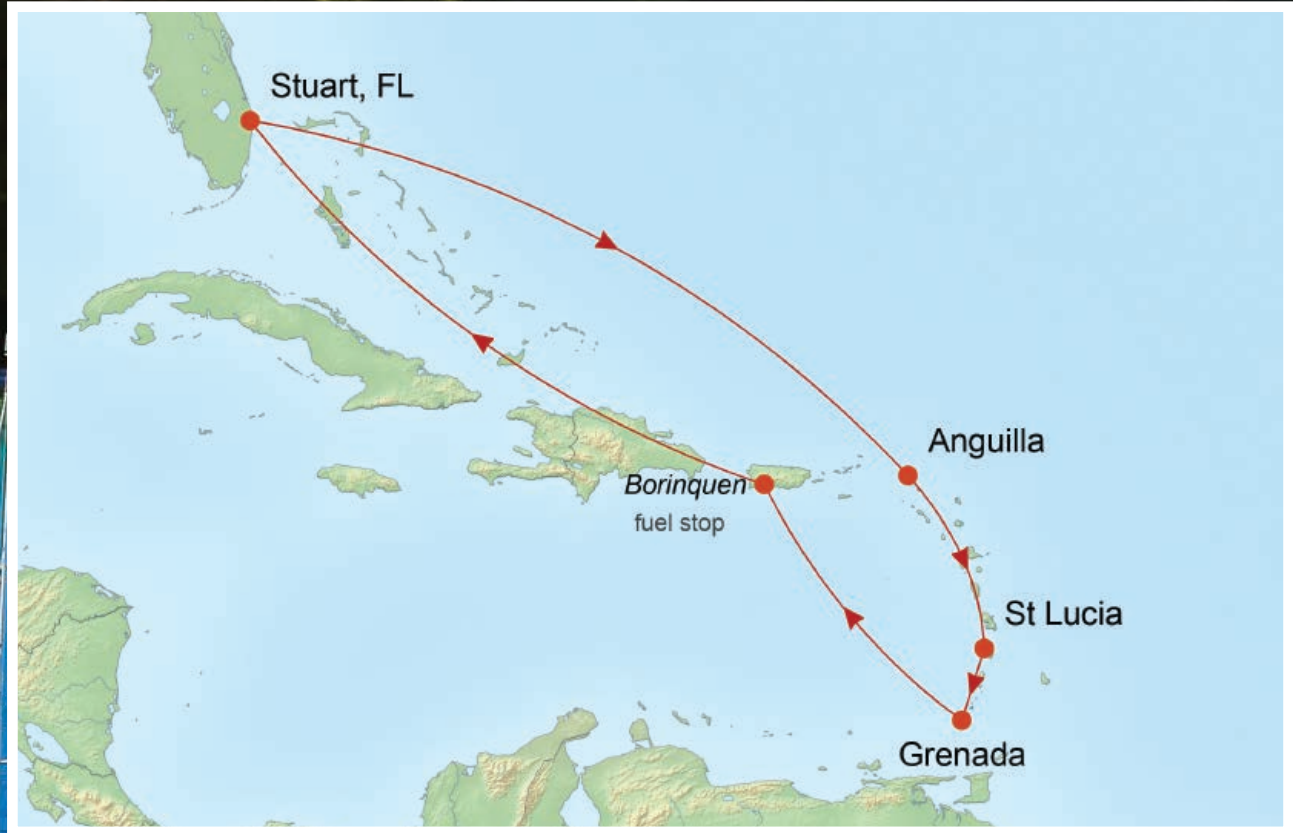 Stuart, FL
Anguilla
Borinquen
fuel stop
St Lucia
Grenada